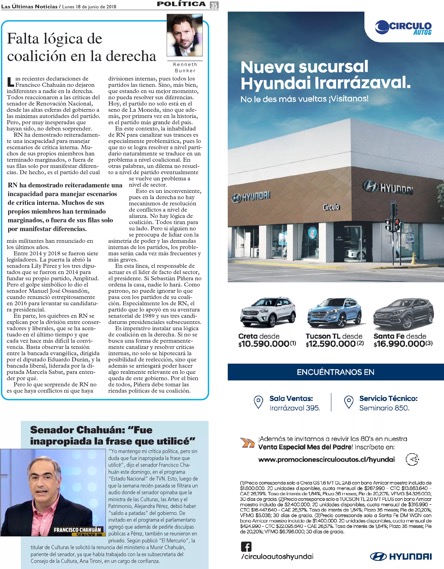 Las Últimas Noticias / Lunes 18 de junio de 2018
POLÍTICA
Falta lógica de
coalición en la derecha
Kenneth
Bunker
Las recientes declaraciones de
Francisco Chahuán no dejaron
indiferentes a nadie en la derecha.
Todos reaccionaron a las críticas
del senador de Renovación Nacional,
desde las altas esferas del gobierno a
las máximas autoridades del partido.
Pero, por muy inesperadas que
hayan sido, no deben sorprender.
RN ha demostrado reiteradamente
una incapacidad para manejar
escenarios de crítica interna.
Muchos de sus propios miembros han
terminado marginados, o fuera de
sus filas solo por manifestar diferencias.
De hecho, es el partido del cual
RN ha demostrado reiteradamente una
incapacidad para manejar escenarios
de crítica interna. Muchos de sus
propios miembros han terminado
marginados, o fuera de sus filas solo
por manifestar diferencias.
más militantes han renunciado en
los últimos años.
Entre 2014 y 2018 se fueron siete
legisladores. La guerra la abrió la
senadora Lily Pérez y los tres diputados
que se fueron en 2014 para
fundar su propio partido, Amplitud.
Pero el golpe simbólico lo dio el
senador Manuel José Ossandón,
cuando renunció estrepitosamente
en 2016 para levantar su candidatura
presidencial.
En parte, los quiebres en RN se
explican por la división entre conservadores
y liberales, que se ha acentuado
en el último tiempo y que
cada vez hace más difícil la convivencia.
Basta observar la tensión
entre la bancada evangélica, dirigida
por el diputado Eduardo Durán, y la
bancada liberal, liderada por la diputada
Marcela Sabat, para entender
por qué.
Pero lo que sorprende de RN no
es que haya conflictos ni que haya
divisiones internas, pues todos los
partidos las tienen. Sino, más bien,
que estando en su mejor momento,
no pueda resolver sus diferencias.
Hoy, el partido no solo está en el
seno de La Moneda, sino que además,
por primera vez en la historia,
es el partido más grande del país.
En este contexto, la inhabilidad
de RN para canalizar sus trances es
especialmente problemática, pues lo
que no se logra resolver a nivel partidario
naturalmente se traduce en un
problema a nivel coalicional. En
otras palabras, un dilema no resuelto
a nivel de partido eventualmente
se vuelve un problema a
nivel de sector.
Esto es un inconveniente,
pues en la derecha no hay
mecanismos de resolución
de conflictos a nivel de
alianza. No hay lógica de
coalición. Todos tiran para
su lado. Pero si alguien no
se preocupa de lidiar con la
asimetría de poder y las demandas
internas de los partidos, los problemas
serán cada vez más frecuentes y
más graves.
En esta línea, el responsable de
actuar es el líder de facto del sector,
el presidente. Si Sebastián Piñera no
ordena la casa, nadie lo hará. Como
patrono, no puede ignorar lo que
pasa con los partidos de su coalición.
Especialmente los de RN, el
partido que lo apoyó en su aventura
senatorial de 1989 y sus tres candidaturas
presidenciales subsecuentes.
Es imperativo instalar una lógica
de coalición en la derecha. Si no se
busca una forma de permanentemente
canalizar y resolver críticas
internas, no solo se hipotecará la
posibilidad de reelección, sino que
además se arriesgará poder hacer
algo realmente relevante en lo que
queda de este gobierno. Por el bien
de todos, Piñera debe tomar las
riendas políticas de su coalición.
Senador Chahuán: "Fue
inapropiada la frase que utilicé"
FRANCISCO CHAHUÁN
"Yo mantengo mi crítica política, pero sin
duda que fue inapropiada la frase que
utilicé", dijo el senador Francisco Chahuán
este domingo, en el programa
"Estado Nacional" de TVN. Esto, luego de
que la semana recién pasada se filtrara un
audio donde el senador opinaba que la
ministra de las Culturas, las Artes y el
Patrimonio, Alejandra Pérez, debió haber
"salido a patadas" del gobierno. De
invitado en el programa el parlamentario
agregó que además de pedirle disculpas
públicas a Pérez, también se reunieron en
privado. Según publicó "El Mercurio", la
titular de Culturas le solicitó la renuncia del ministerio a Munir Chahuán,
pariente del senador, ya que había trabajado con la ex subsecretaria del
Consejo de la Cultura, Ana Tironi, en un cargo de confianza.
CIRCULO
AUTOS
Nueva sucursal
Hyundai Irarrázaval.
No le des más vueltas ¡Visítanos!
HYUNDAI
Circulo
HYUNDAI
Creta desde
$10.590.000(1)
Tucson TL desde
$12.590.000(2)
Santa Fe desde
$16.990.000(3)
ENCUÉNTRANOS EN
Sala Ventas:
Irarrázaval 395.
Servicio Técnico:
Seminario 850.
¡Además te invitamos a revivir los 80's en nuestra
Venta Especial Mes del Padre! Inscríbete en:
www.promocionescirculoautos.cl/hyundai
/circuloautoshyundai
HYUNDAI